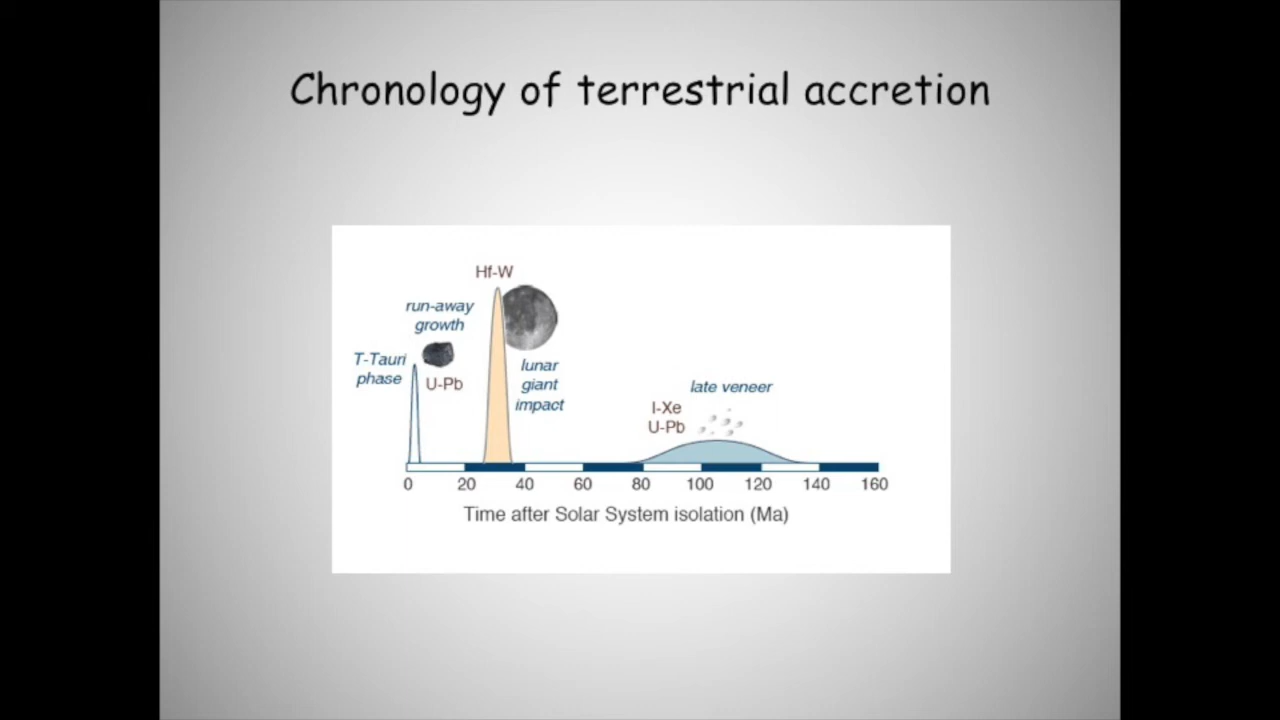 Chronology of terrestrial accretion
Hf-W
run-away
growth
T-Tauri
phase
U-Pb
lunar
giant
impact
late veneer
I-Xe
U-Pb
0 20 40 60 80 100 120 140 160
Time after Solar System isolation (Ma)